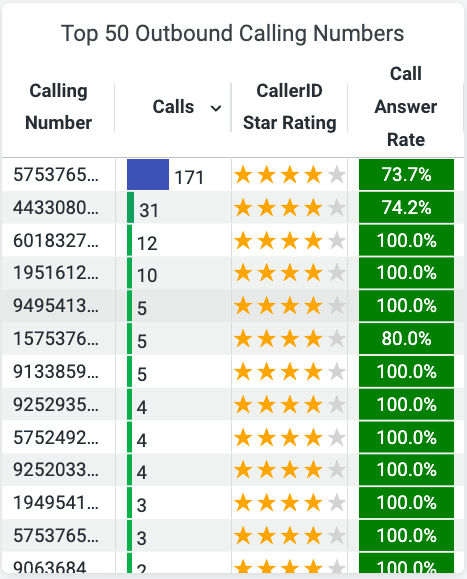 Top 50 Outbound Calling Numbers
Calling Number Calls CallerID Star Rating Call Answer Rate
5753765... 171 73.7%
4433080... 31 74.2%
6018327... 12 100.0%
1951612... 10 100.0%
9495413... 5 100.0%
1575376... 5 80.0%
9133859... 5 100.0%
9252935... 4 100.0%
5752492... 4 100.0%
9252033... 4 100.0%
1949541... 3 100.0%
5753765... 3 100.0%
9063684... 2 100.0%